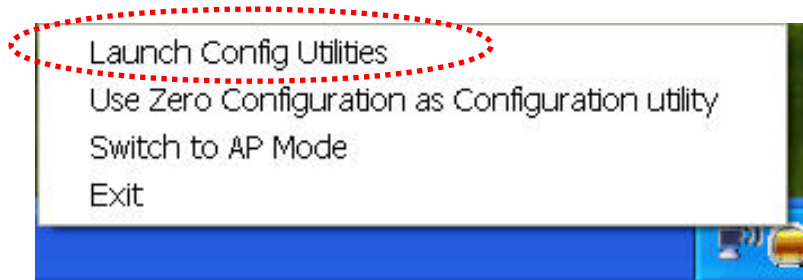 Launch Config Utilities
Use Zero Configuration as Configuration utility
Switch to AP Mode
Exit